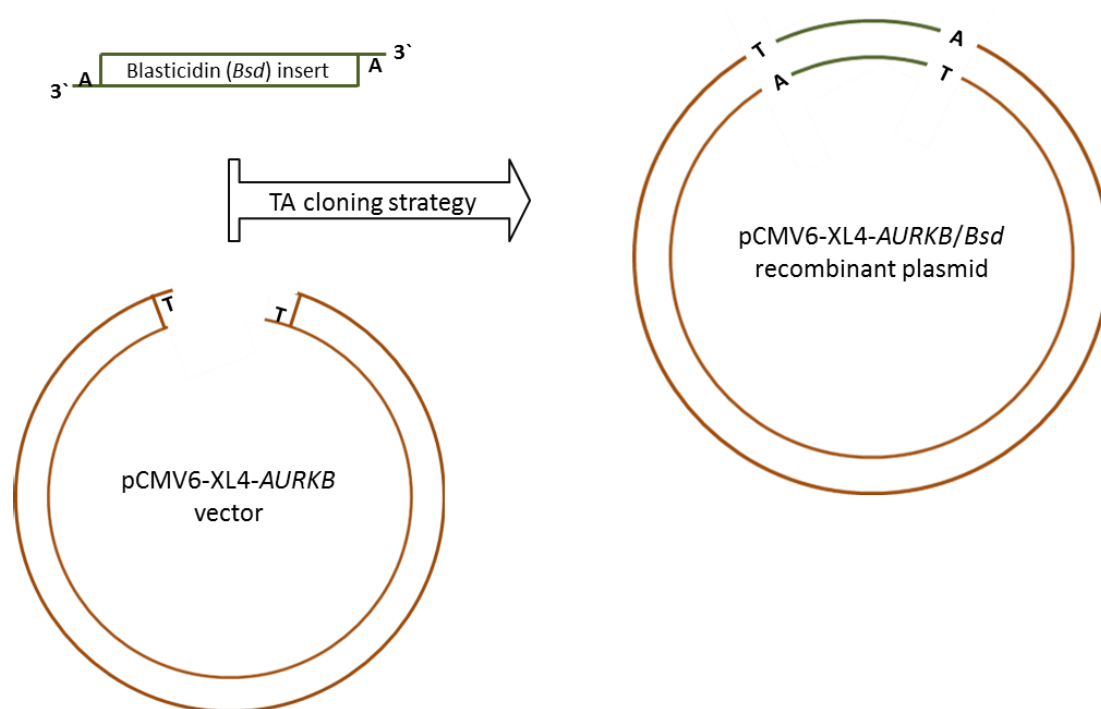 3`
A
Blasticidin (Bsd) insert
A
3`
T
A
A
T
TA cloning strategy
pCMV6-XL4-AURKB/Bsd
recombinant plasmid
T
T
pCMV6-XL4-AURKB
vector